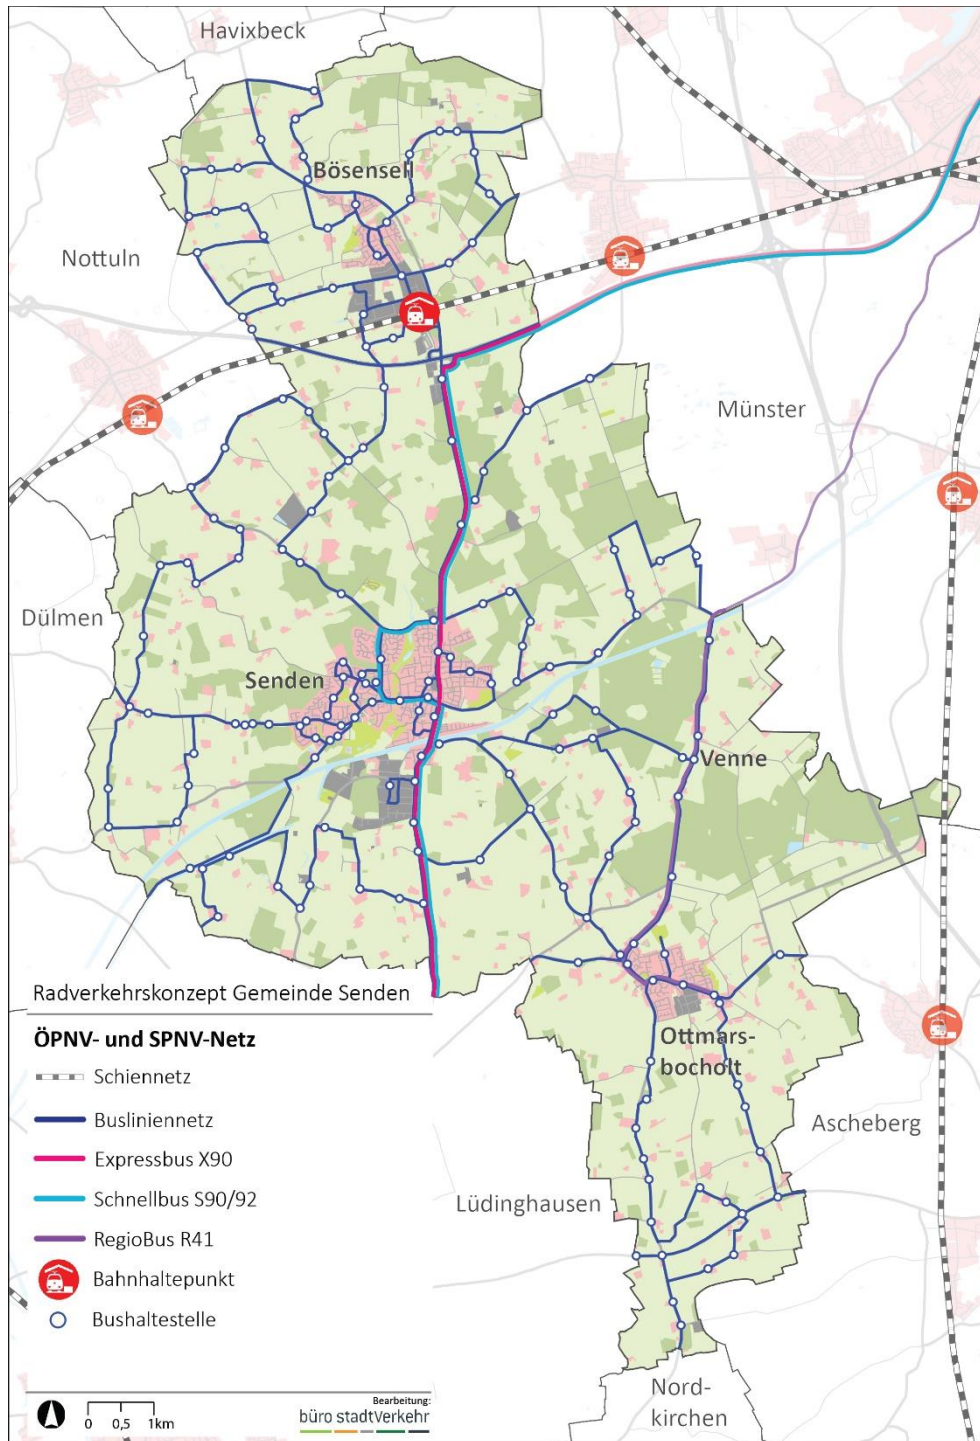 Havixbeck
Bösensell
Nottuln
Münster
Dülmen
Senden
Venne
Radverkehrskonzept Gemeinde Senden
ÖPNV- und SPNV-Netz
Schiennetz
Busliniennetz
Expressbus X90
Schnellbus S90/92
RegioBus R41
Bahnhaltepunkt
Bushaltestelle
Ottmars-
bocholt
Ascheberg
Lüdinghausen
Nord-
kirchen
0 0,5 1km
Bearbeitung:
büro stadtVerkehr